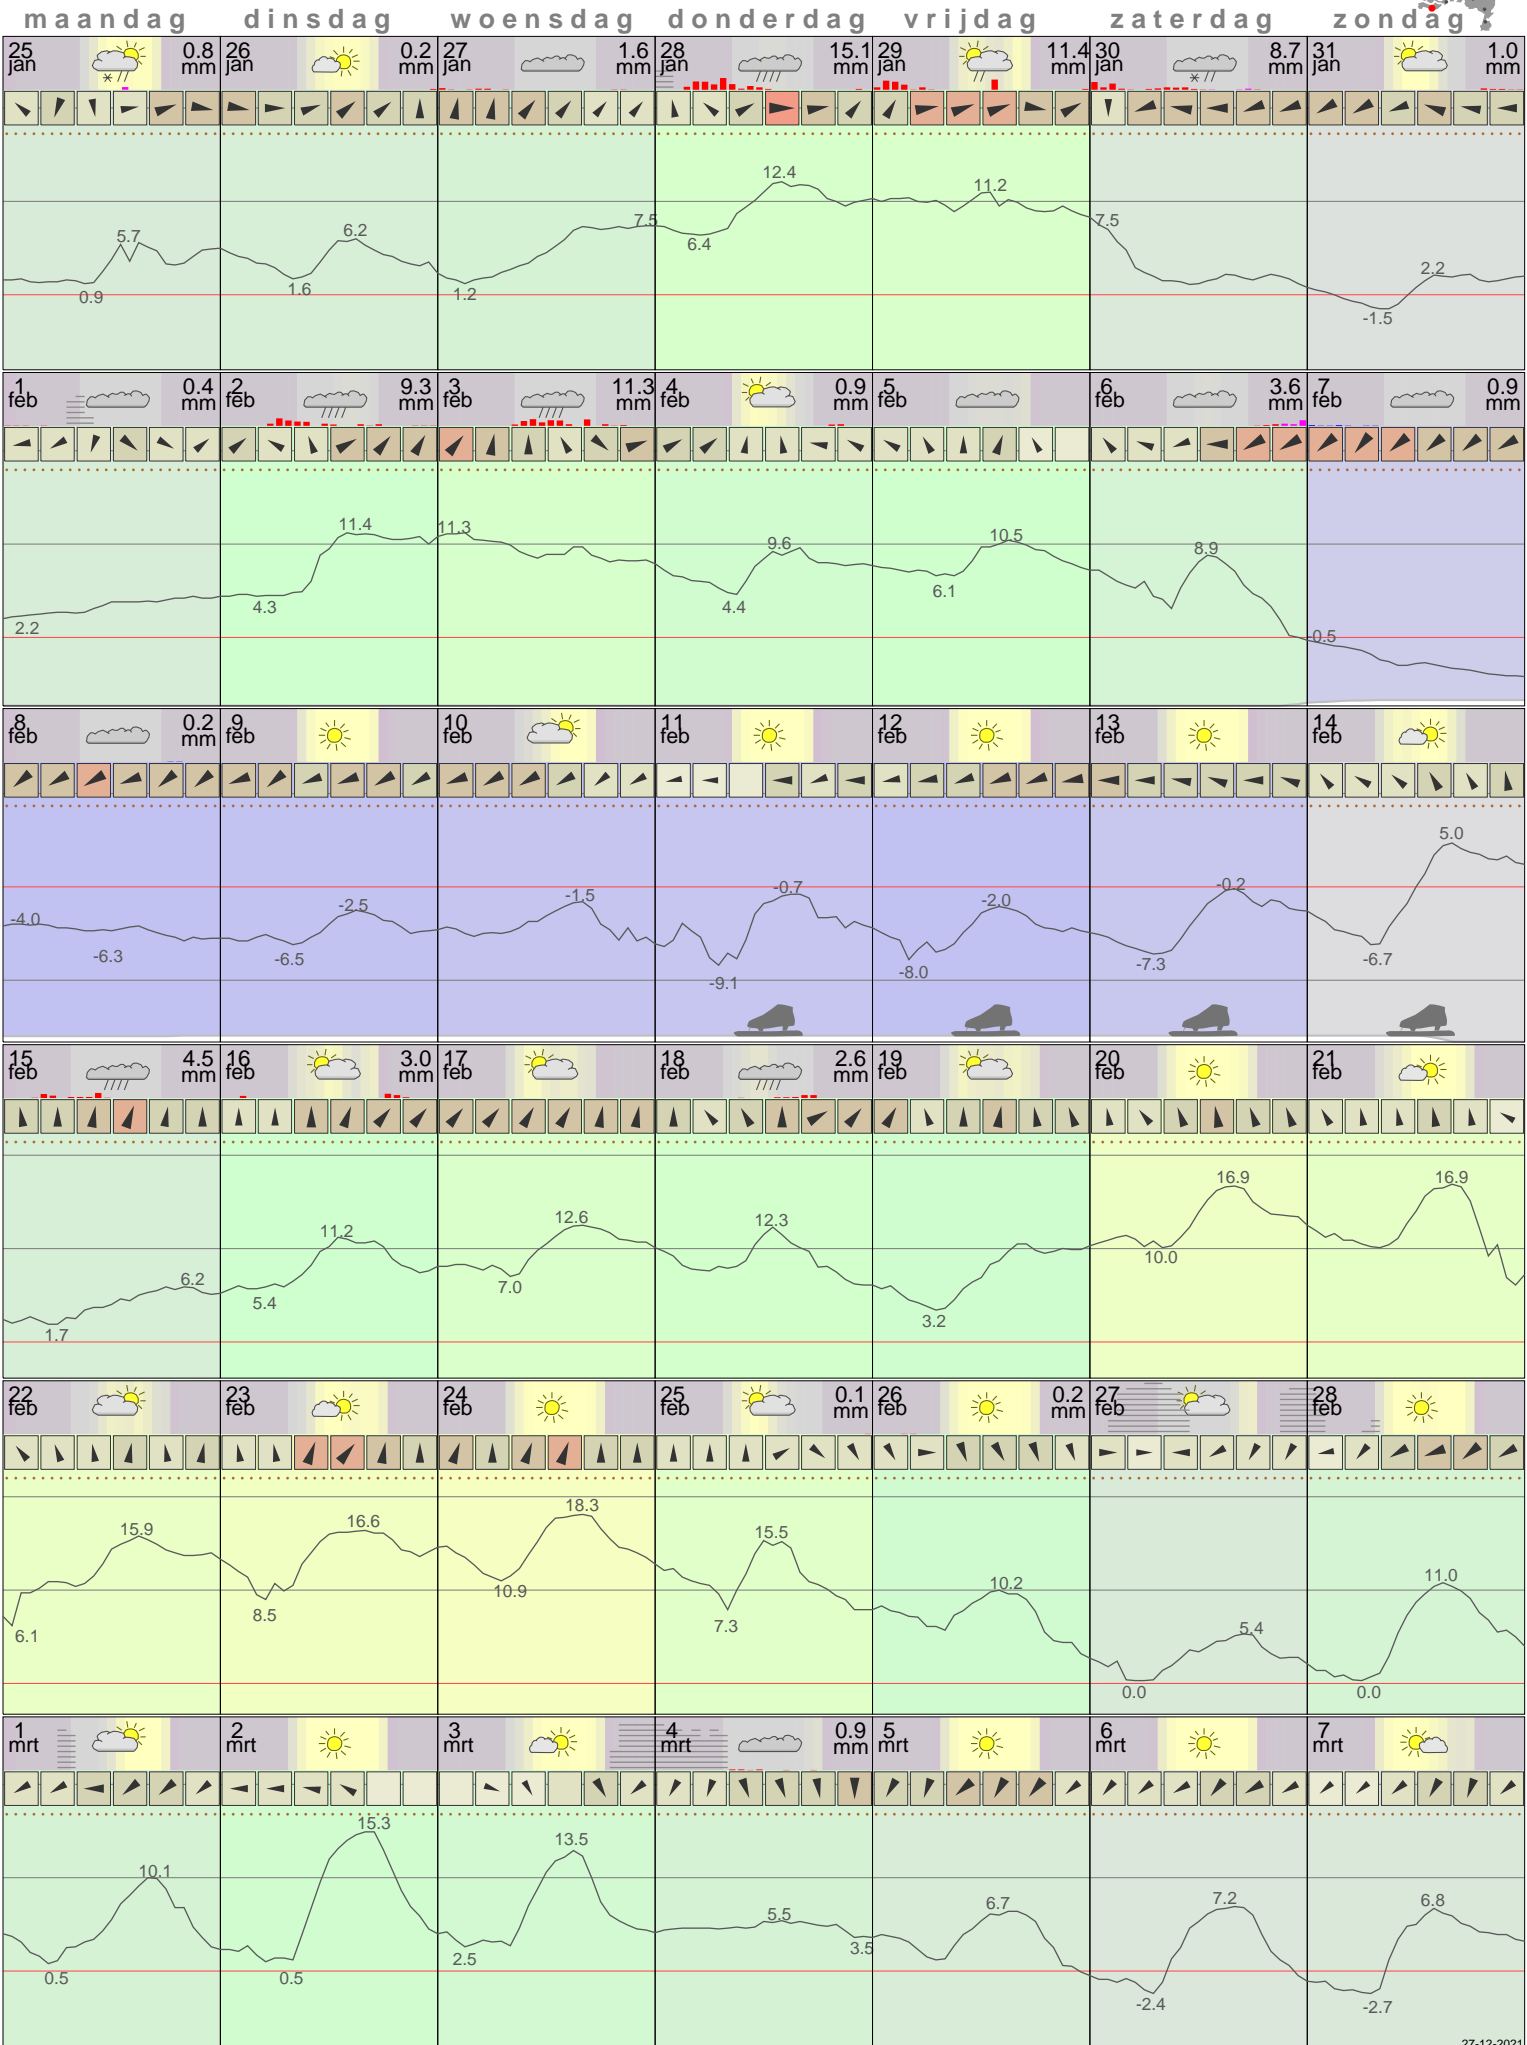 maandag dinsdag woensdag donderdag vrijdag zaterdag zondag
25 jan 0.8 mm 26 jan 0.2 mm 27 jan 1.6 mm 28 jan 15.1 mm 29 jan 11.4 mm 30 jan 8.7 mm 31 jan 1.0 mm
12.4 11.2
5.7 6.2 7.5 6.4 7.5 2.2
0.9 1.6 1.2 -1.5
1 feb 0.4 mm 2 feb 9.3 mm 3 feb 11.3 mm 4 feb 0.9 mm 5 feb 6 feb 3.6 mm 7 feb 0.9 mm
11.4 11.3 9.6 10.5 8.9
2.2 4.3 4.4 6.1 -0.5
8 feb 0.2 mm 9 feb 10 feb 11 feb 12 feb 13 feb 14 feb
-4.0 -2.5 -1.5 -0.7 -2.0 -0.2 5.0
-6.3 -6.5 -9.1 -8.0 -7.3 -6.7
15 feb 4.5 mm 16 feb 3.0 mm 17 feb 18 feb 2.6 mm 19 feb 20 feb 21 feb
6.2 11.2 12.6 12.3 16.9 16.9
1.7 5.4 7.0 3.2 10.0
22 feb 23 feb 24 feb 25 feb 0.1 mm 26 feb 0.2 mm 27 feb 28 feb
15.9 16.6 18.3 15.5 10.2 5.4 11.0
6.1 8.5 10.9 7.3 0.0 0.0
1 mrt 2 mrt 3 mrt 4 mrt 0.9 mm 5 mrt 6 mrt 7 mrt
10.1 15.3 13.5 5.5 6.7 7.2 6.8
0.5 0.5 2.5 3.5 -2.4 -2.7
27-12-2021